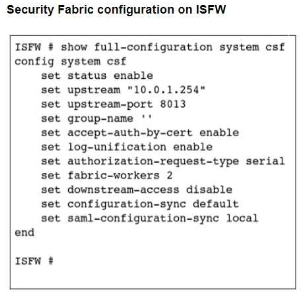 Security Fabric configuration on ISFW
ISFW # show full-configuration system csf
config system csf
set status enable
set upstream "10.0.1.254"
set upstream-port 8013
set group-name ''
set accept-auth-by-cert enable
set log-unification enable
set authorization-request-type serial
set fabric-workers 2
set downstream-access disable
set configuration-sync default
set saml-configuration-sync local
end
ISFW #